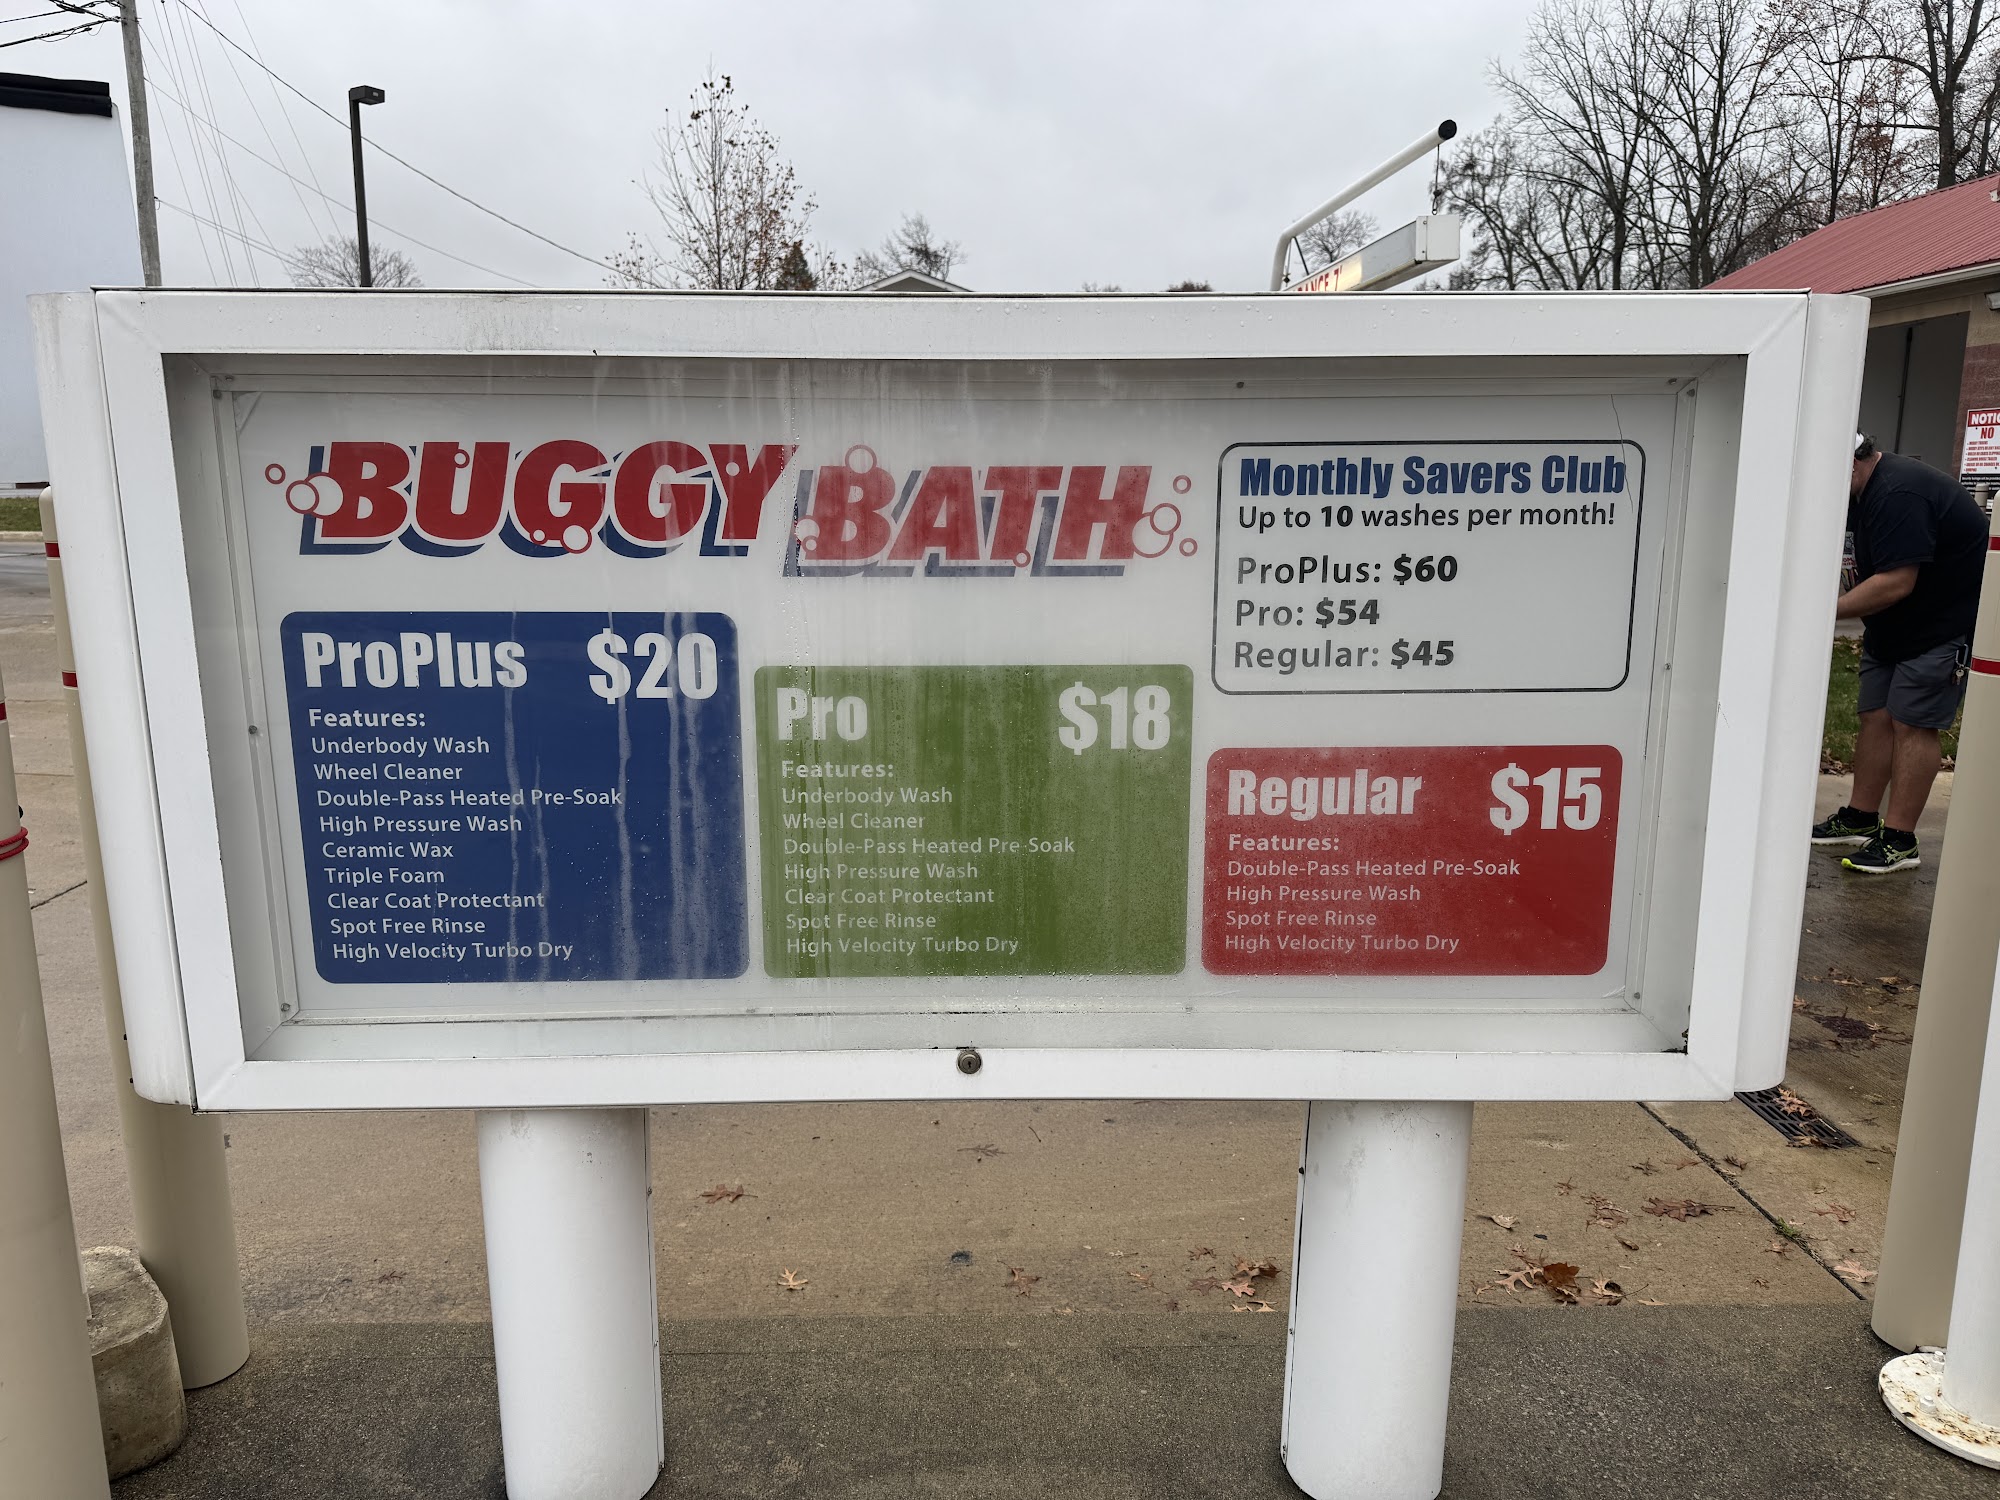 BUGGY BATH
Monthly Savers Club
Up to 10 washes per month!
ProPlus: $60
Pro: $54
Regular: $45
ProPlus $20
Features:
Underbody Wash
Wheel Cleaner
Double-Pass Heated Pre-Soak
High Pressure Wash
Ceramic Wax
Triple Foam
Clear Coat Protectant
Spot Free Rinse
High Velocity Turbo Dry
Pro $18
Features:
Underbody Wash
Wheel Cleaner
Double-Pass Heated Pre-Soak
High Pressure Wash
Clear Coat Protectant
Spot Free Rinse
High Velocity Turbo Dry
Regular $15
Features:
Double-Pass Heated Pre-Soak
High Pressure Wash
Spot Free Rinse
High Velocity Turbo Dry
NO